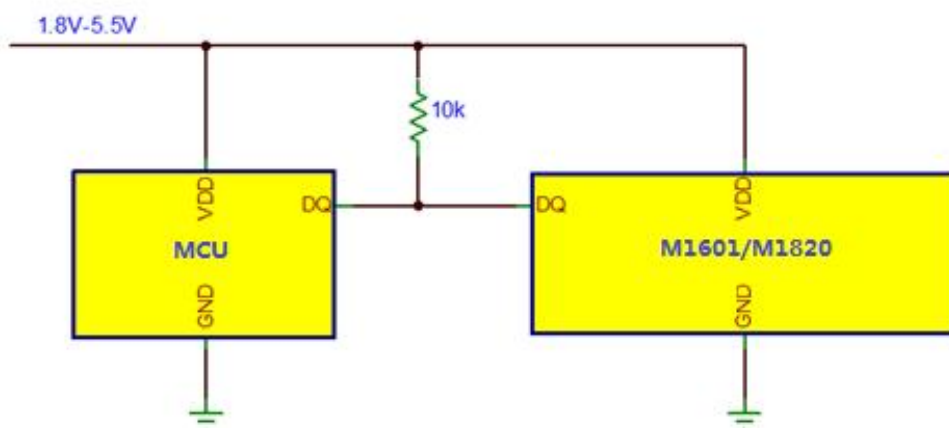 1.8V-5.5V
10k
VDD
DQ
MCU
GND
DQ
VDD
M1601/M1820
GND